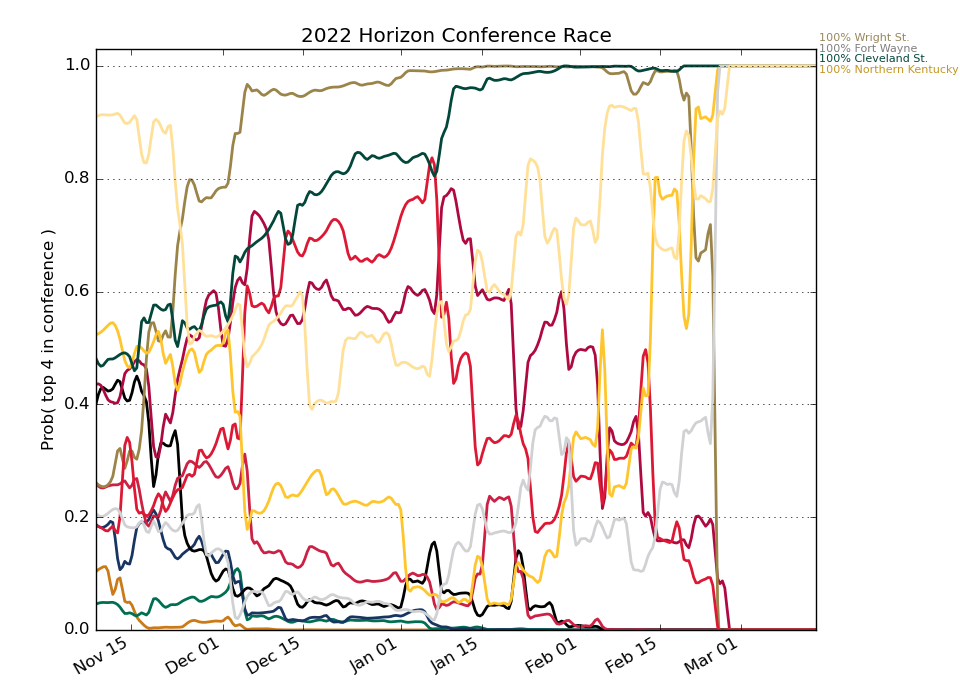 2022 Horizon Conference Race
100% Wright St.
100% Fort Wayne
100% Cleveland St.
100% Northern Kentucky
Prob( top 4 in conference )
1.0
0.8
0.6
0.4
0.2
0.0
Nov 15
Dec 01
Dec 15
Jan 01
Jan 15
Feb 01
Feb 15
Mar 01